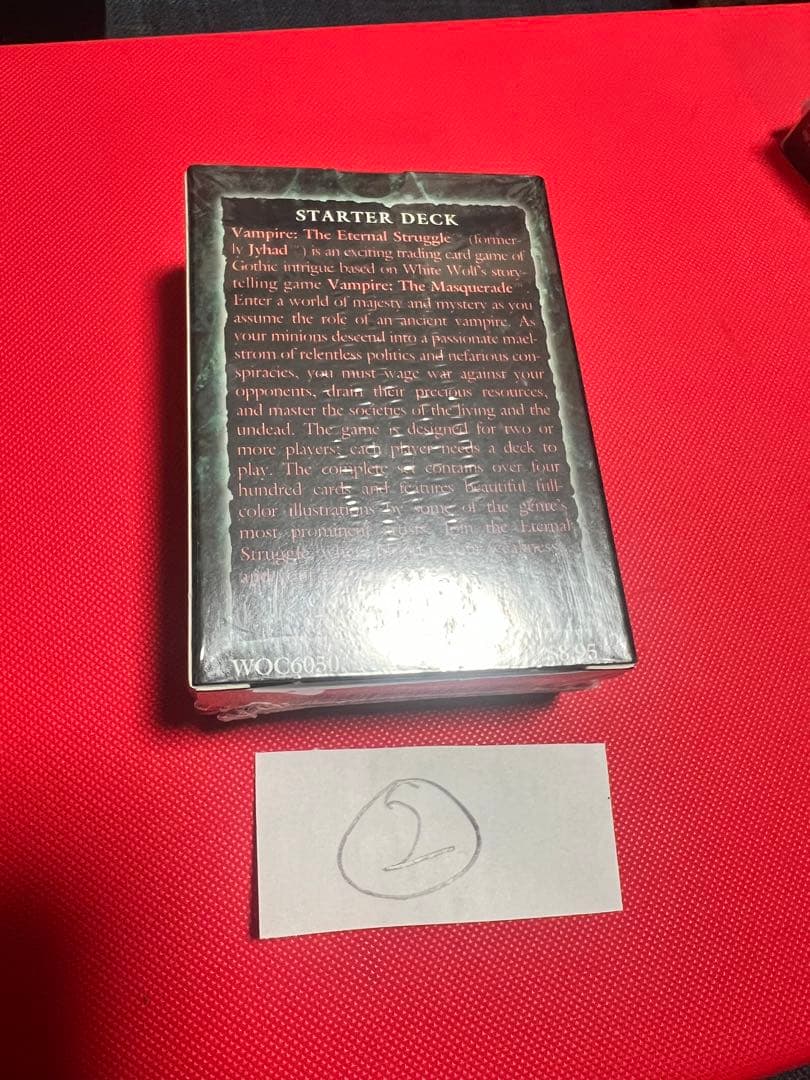 STARTER DECK
Vampire: The Eternal Struggle™ (former-
ly Jyhad™) is an exciting trading card game of
Gothic intrigue based on White Wolf's story-
telling game Vampire: The Masquerade™
Enter a world of majesty and mystery as you
assume the role of an ancient vampire. As
your minions descend into a passionate mael-
strom of relentless politics and nefarious con-
spiracies, you must wage war against your
opponents, drain their precious resources,
and master the societies of the living and the
undead. The game is designed for two or
more players; each player needs a deck to
play. The complete set contains over four
hundred cards and features beautiful full-
color illustrations by some of the genre's
most prominent artists. Join the Eternal
Struggle
WOC6050 $8.95
2